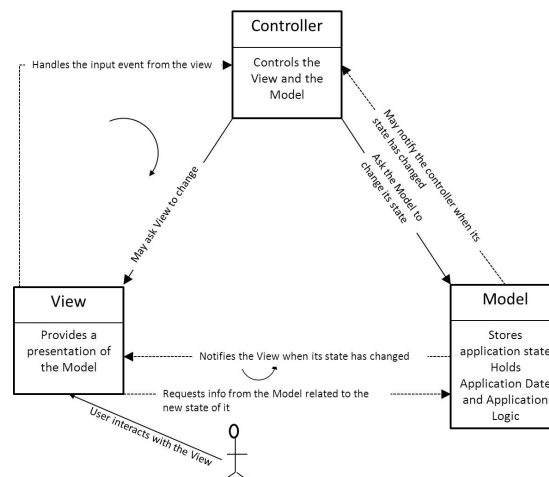 Controller
Controls the
View and the
Model
Handles the input event from the view
May notify the controller when its
state has changed
Ask the Model to
change its state
May ask View to change
View
Provides a
presentation of
the Model
Model
Stores
application state
Holds
Application Date
and Application
Logic
Notifies the View when its state has changed
Requests info from the Model related to the
new state of it
User interacts with the View